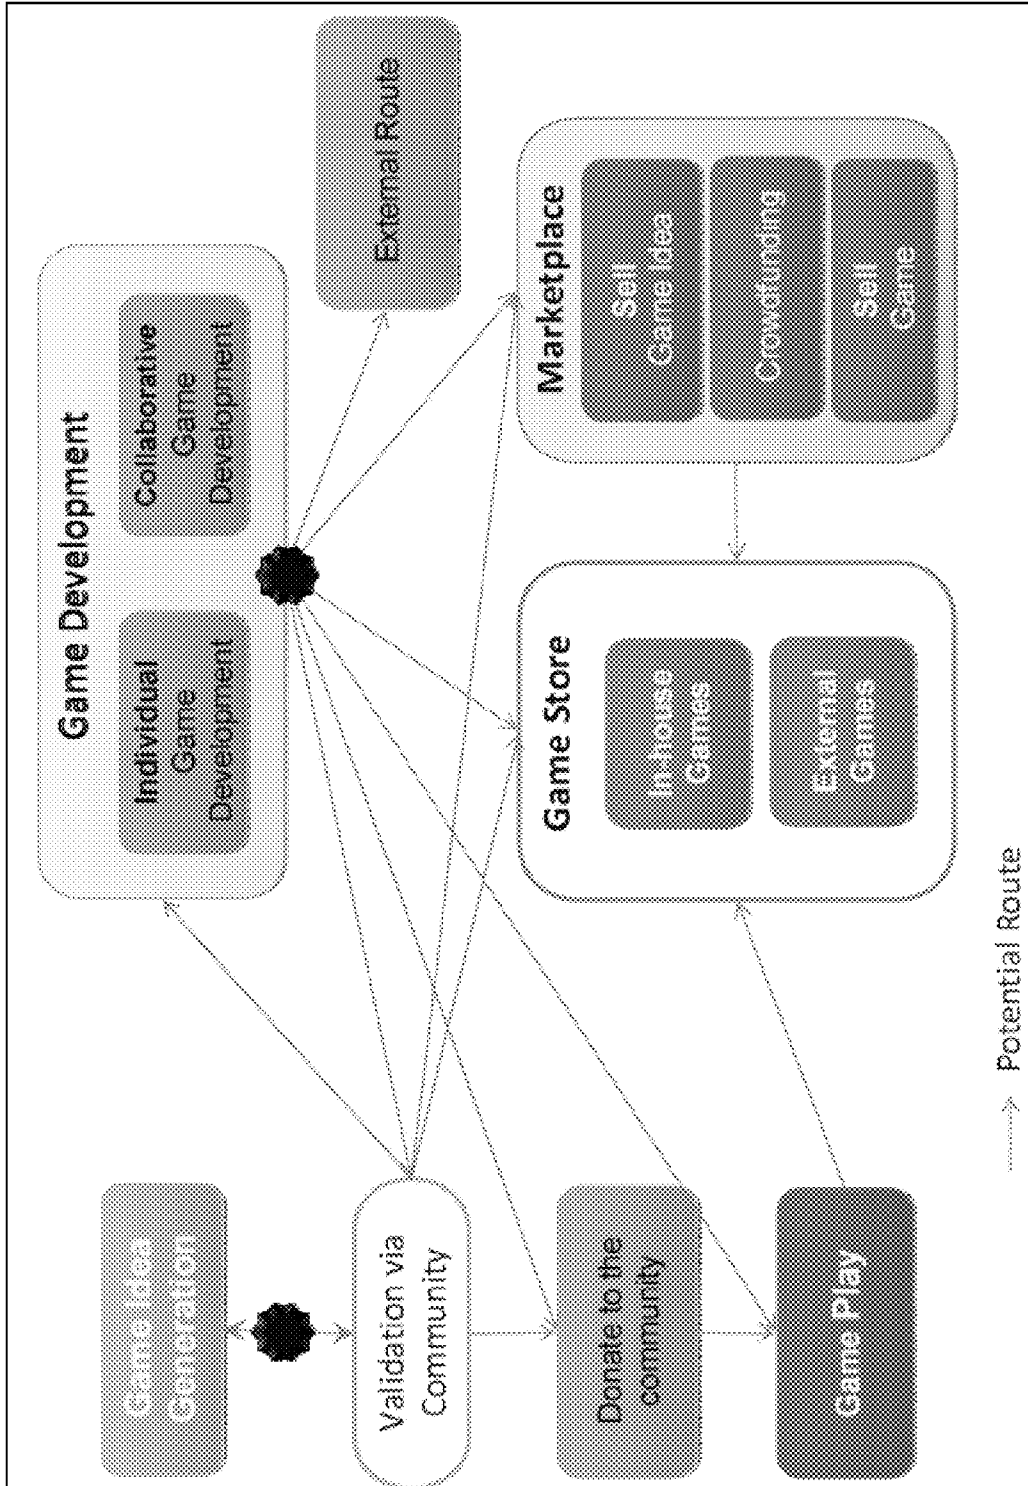 Game Idea
Generation
Validation via
Community
Donate to the
community
Game Play
Game Development
Individual
Game
Development
Collaborative
Game
Development
External Route
Game Store
In-house
Games
External
Games
Marketplace
Sell
Game Idea
Crowdfunding
Sell
Game
Potential Route